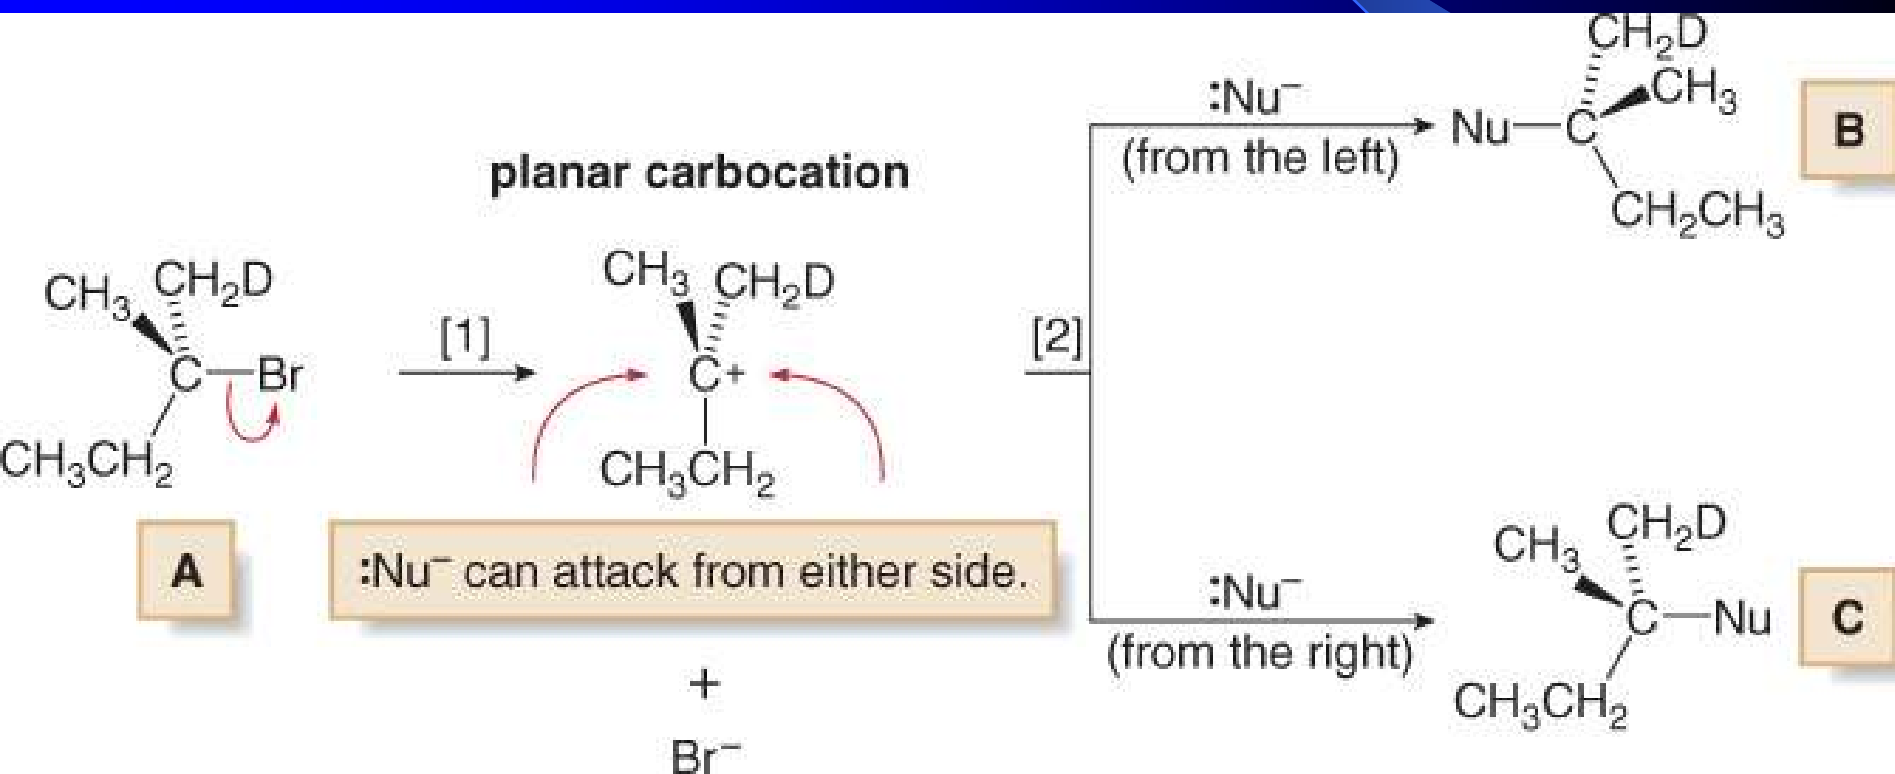 CH₂D
:Nu⁻
CH₃
Nu—C
B
(from the left)
planar carbocation
CH₂CH₃
CH₃ CH₂D
CH₃ CH₂D
[1]
[2]
C—Br
C+
CH₃CH₂
CH₃CH₂
A
:Nu⁻ can attack from either side.
CH₃ CH₂D
:Nu⁻
C—Nu
C
(from the right)
+
CH₃CH₂
Br⁻